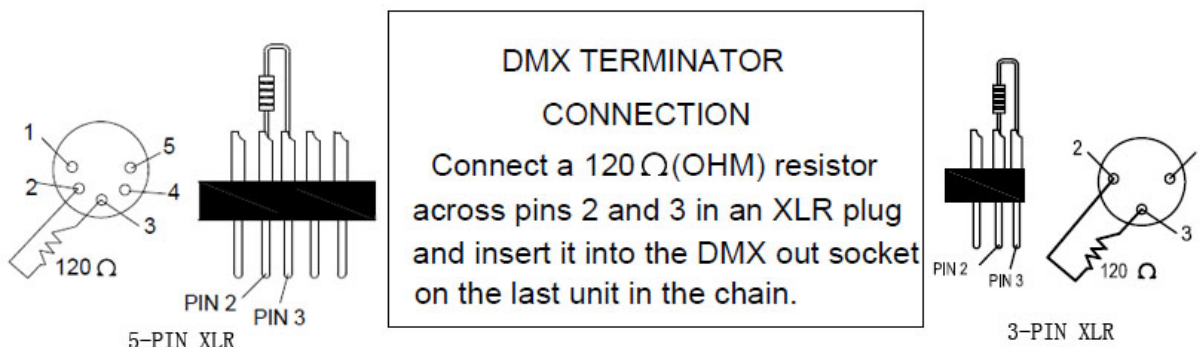 1
5
2
4
3
120 Ω
PIN 2
PIN 3
5-PIN XLR
DMX TERMINATOR
CONNECTION
Connect a 120Ω(OHM) resistor
across pins 2 and 3 in an XLR plug
and insert it into the DMX out socket
on the last unit in the chain.
PIN 2
PIN 3
2
3
120 Ω
3-PIN XLR